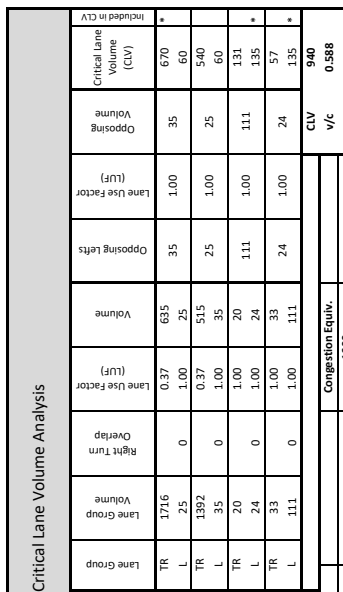 Critical Lane Volume Analysis
Lane Group
Lane Group Volume
Right Turn Overlap
Lane Use Factor (LUF)
Volume
Opposing Lefts
Lane Use Factor (LUF)
Opposing Volume
Critical Lane Volume (CLV)
Included in CLV
TR 1716 0.37 635 35 1.00 35 670 *
L 25 0 1.00 25 60
TR 1392 0.37 515 25 1.00 25 540
L 35 0 1.00 35 60
TR 20 1.00 20 111 1.00 111 131
L 24 0 1.00 24 135 *
TR 33 1.00 33 24 1.00 24 57
L 111 0 1.00 111 135 *
CLV 940
Congestion Equiv. v/c 0.588